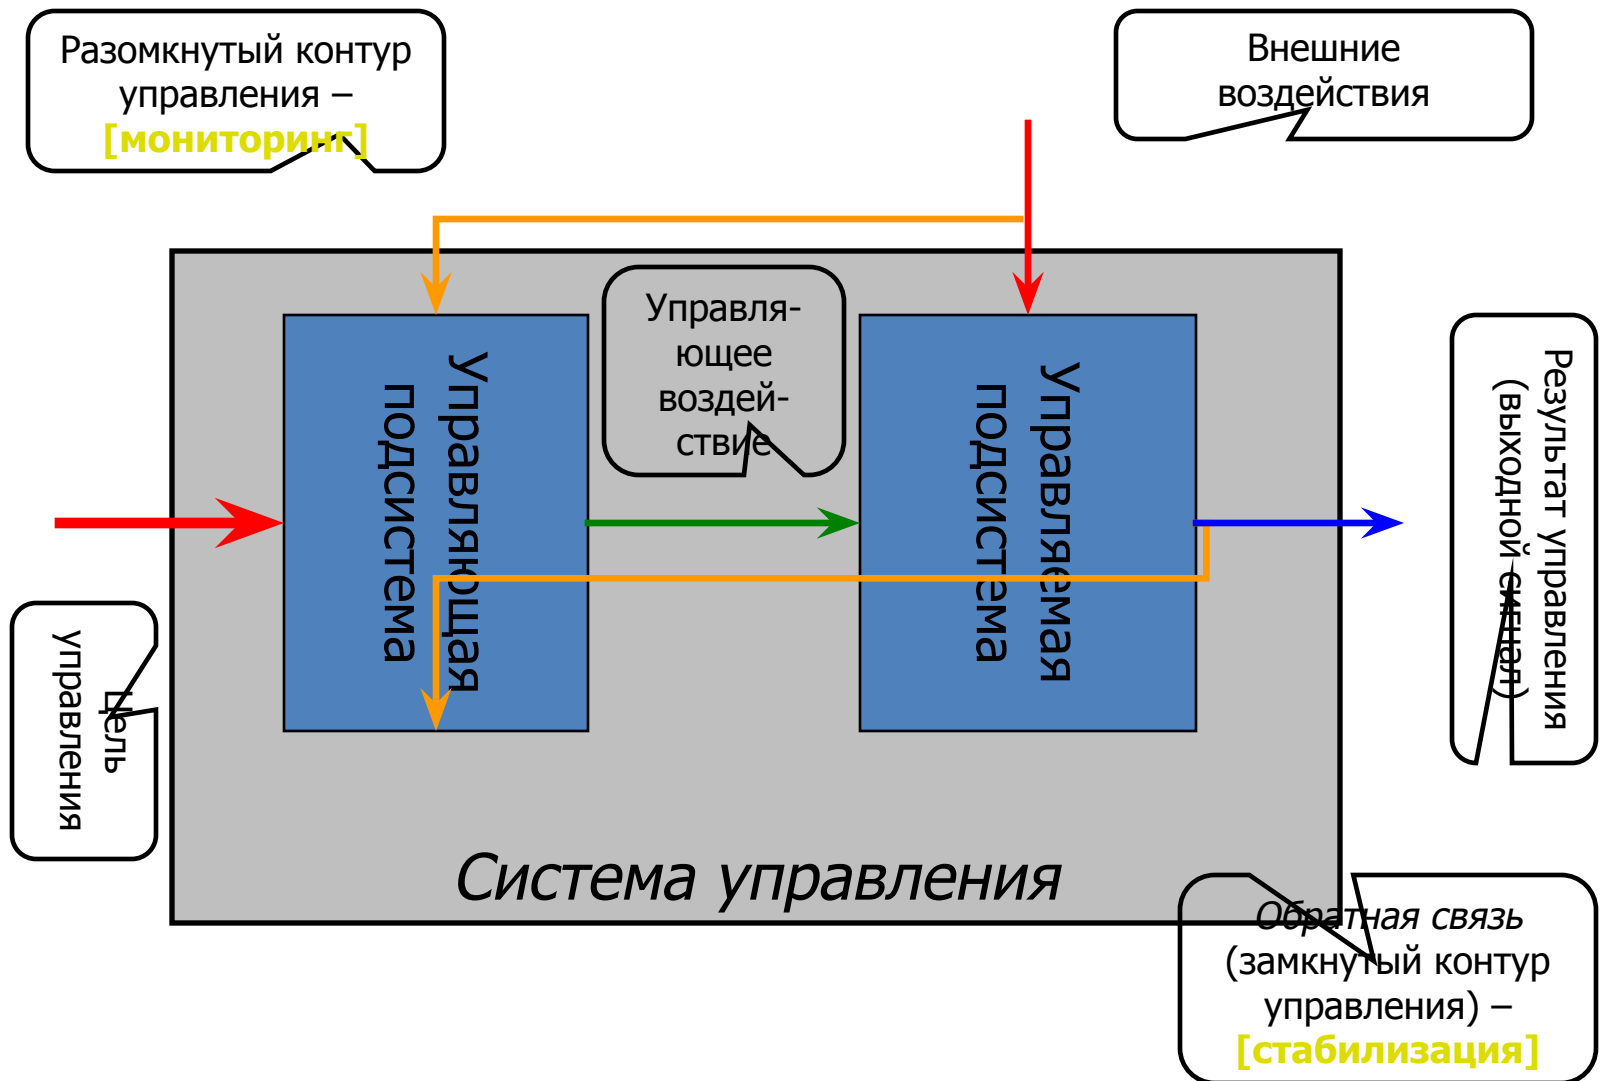 Разомкнутый контур
управления –
[мониторинг]
Внешние
воздействия
Управля-
ющее
воздей-
ствие
Управляющая
подсистема
Управляемая
подсистема
Результат управления
(выходной сигнал)
Цель
управления
Система управления
Обратная связь
(замкнутый контур
управления) –
[стабилизация]